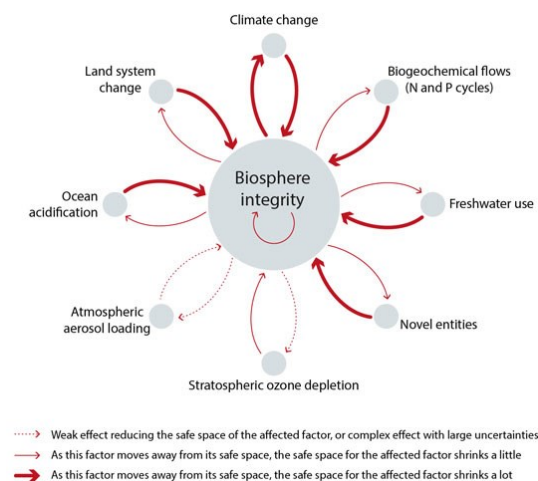 Climate change
Land system
change
Biogeochemical flows
(N and P cycles)
Biosphere
integrity
Ocean
acidification
Freshwater use
Atmospheric
aerosol loading
Novel entities
Stratospheric ozone depletion
Weak effect reducing the safe space of the affected factor, or complex effect with large uncertainties
As this factor moves away from its safe space, the safe space for the affected factor shrinks a little
As this factor moves away from its safe space, the safe space for the affected factor shrinks a lot